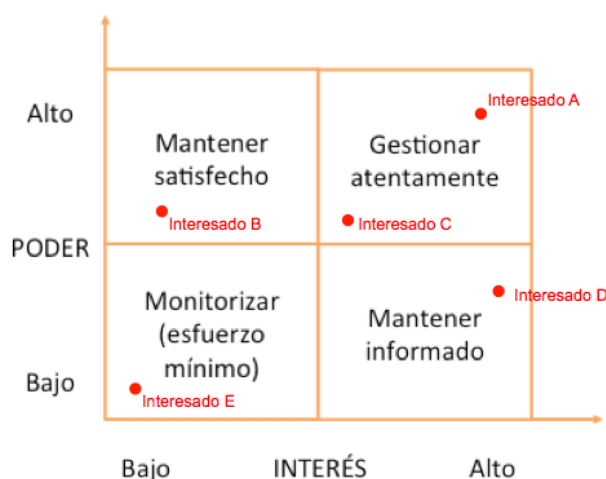 Interesado A
Alto
Mantener
satisfecho
Gestionar
atentamente
Interesado B
Interesado C
PODER
Interesado D
Monitorizar
(esfuerzo
mínimo)
Mantener
informado
Bajo
Interesado E
Bajo
INTERÉS
Alto